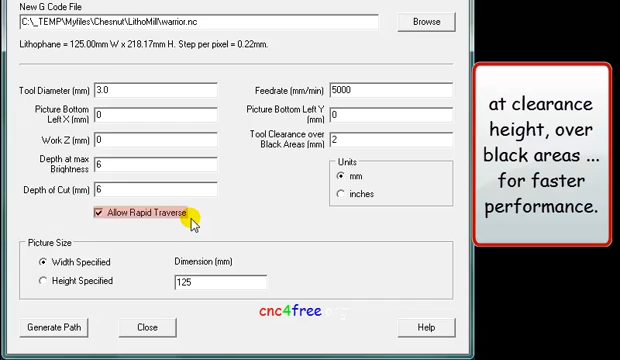 New G Code File
C:\_TEMP\Myfiles\Chesnut\LithoMill\warrior.nc
Browse
Lithophane = 125.00mm W x 218.17mm H. Step per pixel = 0.22mm.
Tool Diameter (mm) 3.0
Feedrate (mm/min) 5000
Picture Bottom
Left X (mm) 0
Picture Bottom Left Y
(mm) 0
Work Z (mm) 0
Tool Clearance over
Black Areas (mm) 2
Depth at max
Brightness 6
Depth of Cut (mm) 6
Units
mm
inches
Allow Rapid Traverse
Picture Size
Width Specified
Height Specified
Dimension (mm)
125
cnc4free.org
Generate Path
Close
Help
at clearance
height, over
black areas ...
for faster
performance.